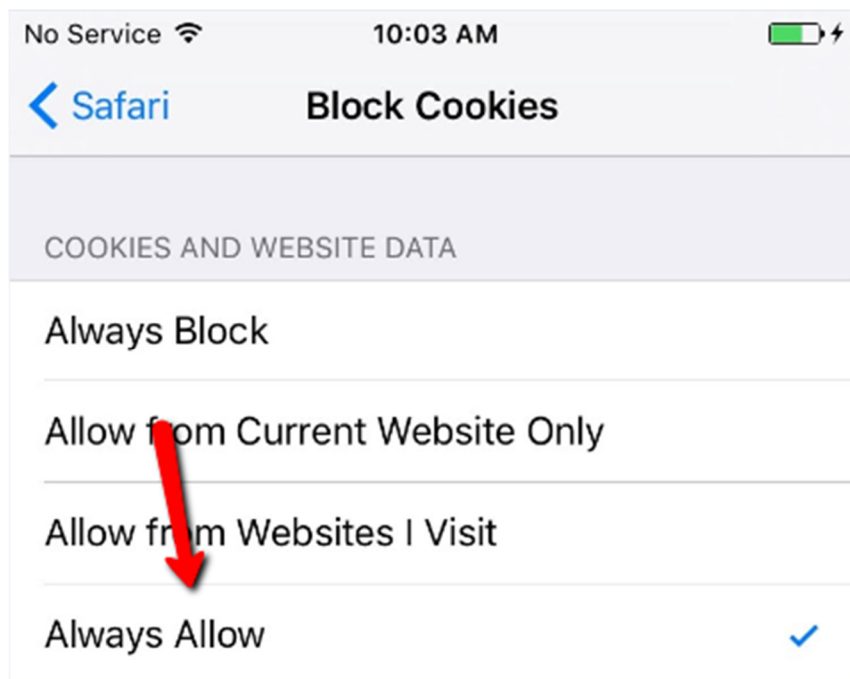 No Service 10:03 AM
Safari Block Cookies
COOKIES AND WEBSITE DATA
Always Block
Allow from Current Website Only
Allow from Websites I Visit
Always Allow